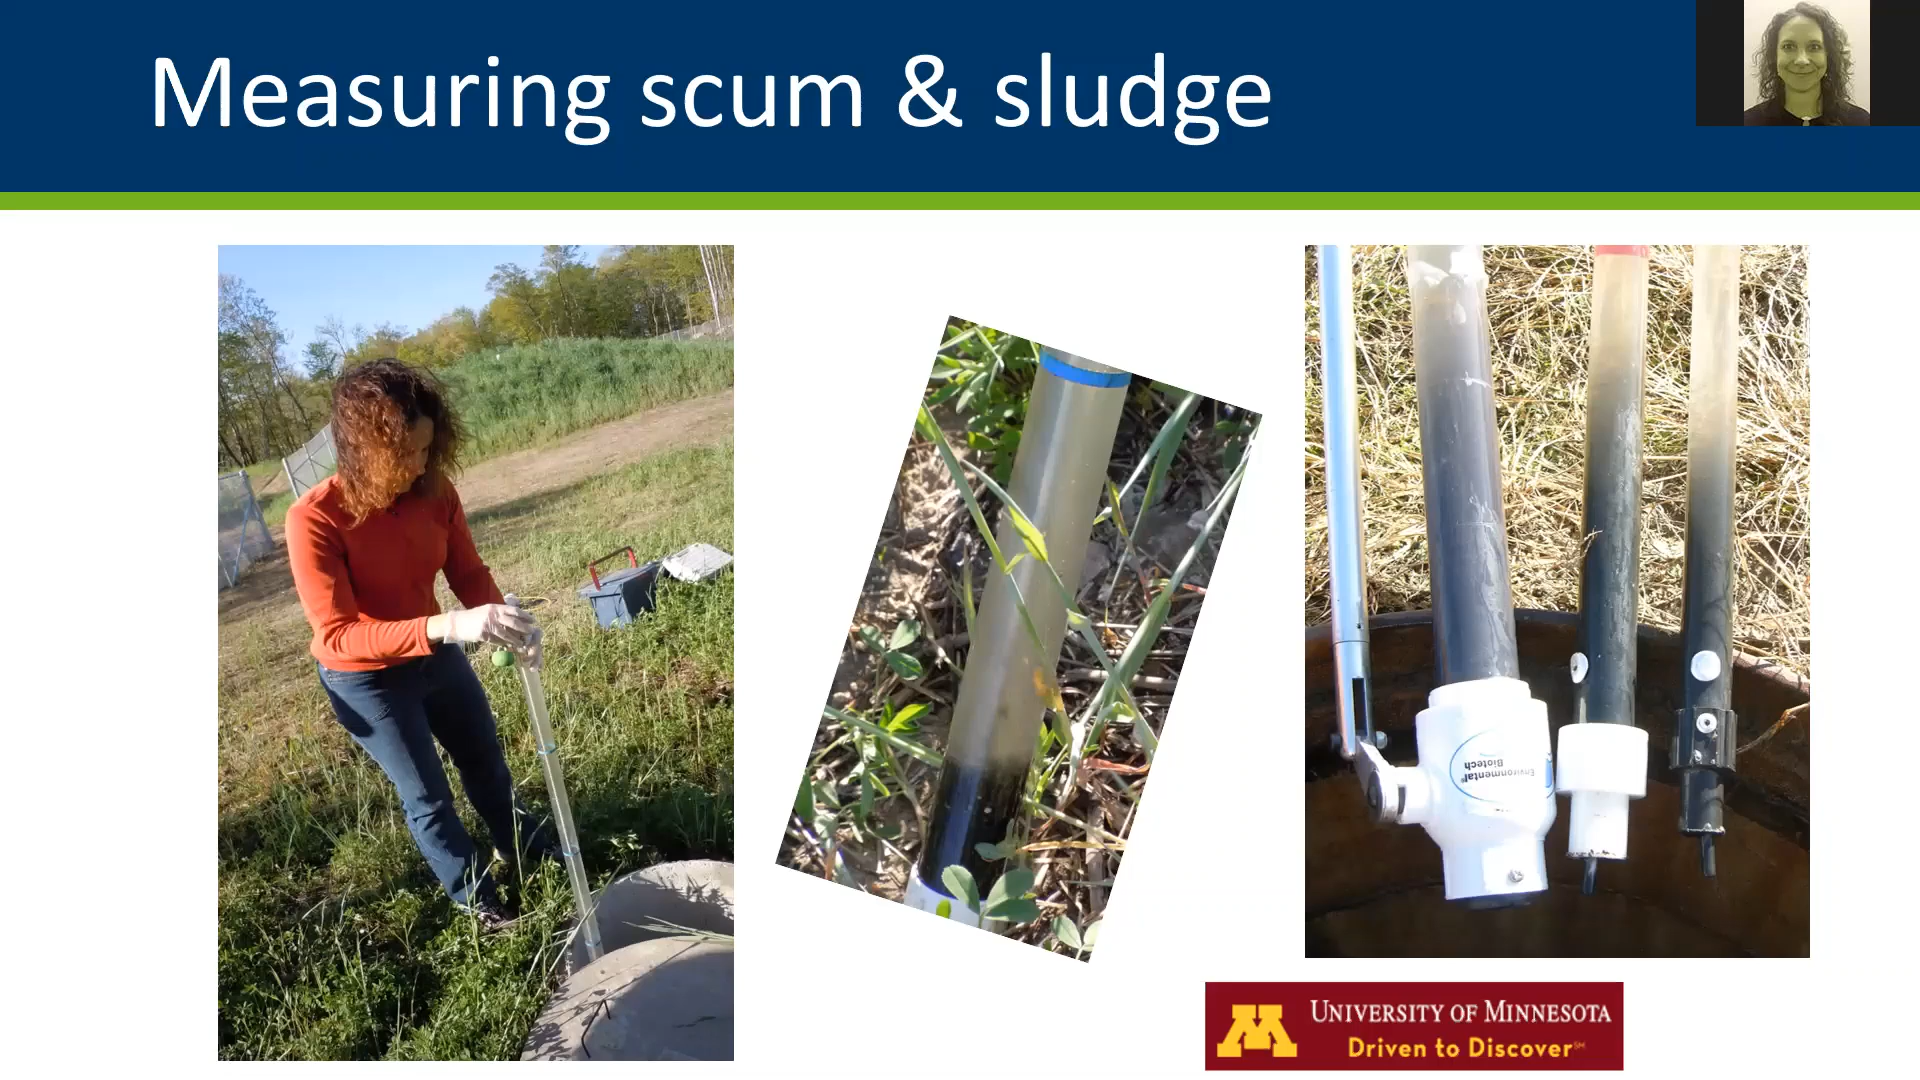 Measuring scum & sludge
Environmental
Biotech
UNIVERSITY OF MINNESOTA
Driven to Discover℠